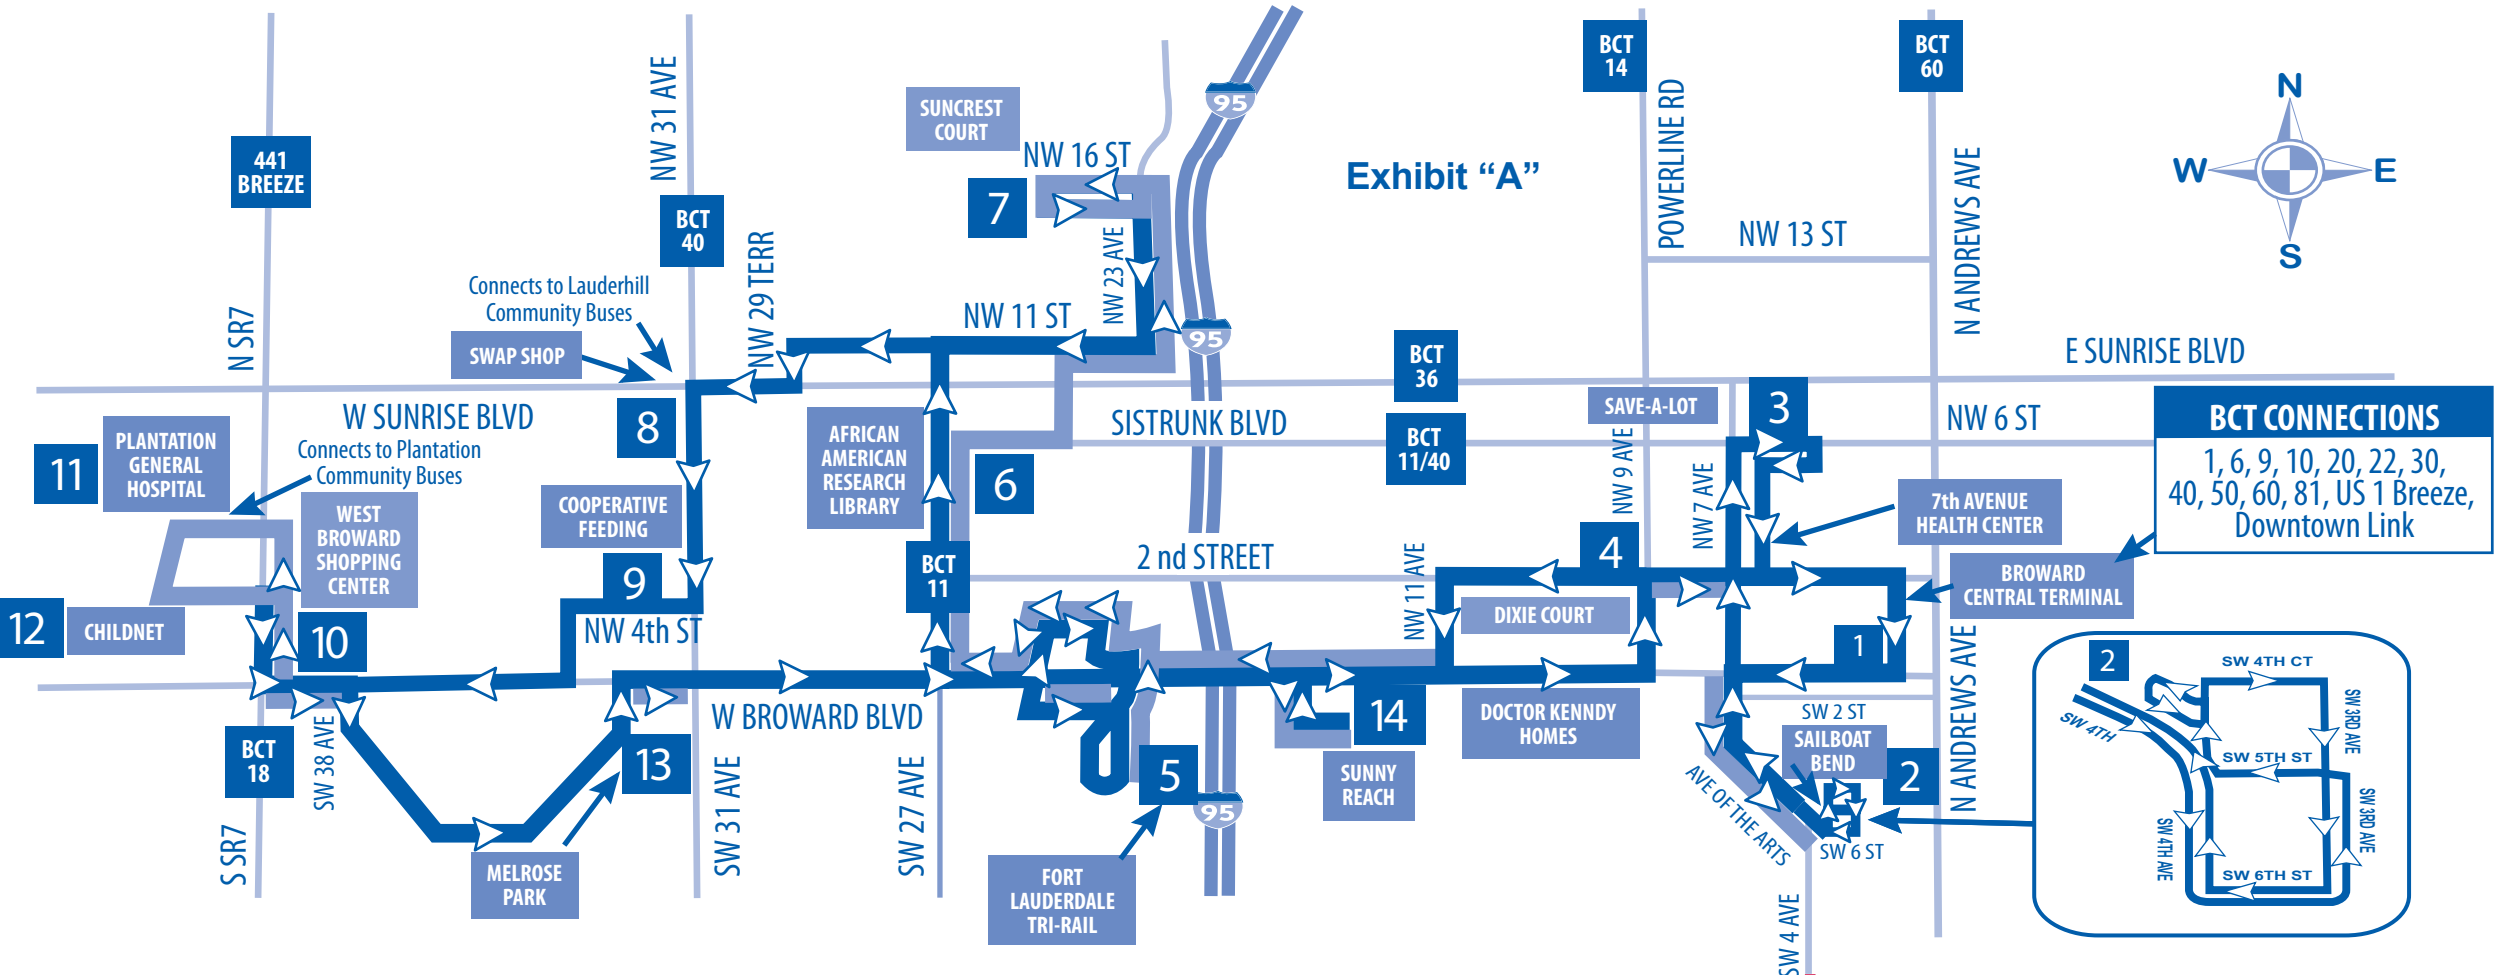 Exhibit “A”
BCT
14
BCT
60
N
W
E
S
95
SUNCREST
COURT
NW 16 ST
7
NW 31 AVE
441
BREEZE
BCT
40
NW 29 TERR
NW 23 AVE
POWERLINE RD
NW 13 ST
N ANDREWS AVE
Connects to Lauderhill
Community Buses
SWAP SHOP
N SR7
NW 11 ST
95
BCT
36
E SUNRISE BLVD
W SUNRISE BLVD
8
AFRICAN
AMERICAN
RESEARCH
LIBRARY
SISTRUNK BLVD
BCT
11/40
SAVE-A-LOT
NW 9 AVE
3
NW 6 ST
BCT CONNECTIONS
1, 6, 9, 10, 20, 22, 30,
40, 50, 60, 81, US 1 Breeze,
Downtown Link
11
PLANTATION
GENERAL
HOSPITAL
Connects to Plantation
Community Buses
WEST
BROWARD
SHOPPING
CENTER
COOPERATIVE
FEEDING
6
NW 7 AVE
7th AVENUE
HEALTH CENTER
9
BCT
11
2 nd STREET
NW 11 AVE
4
BROWARD
CENTRAL TERMINAL
12
CHILDNET
10
NW 4th ST
DIXIE COURT
1
BCT
18
SW 38 AVE
13
W BROWARD BLVD
14
DOCTOR KENNDY
HOMES
SW 2 ST
SAILBOAT
BEND
2
N ANDREWS AVE
S SR7
MELROSE
PARK
SW 31 AVE
SW 27 AVE
5
95
FORT
LAUDERDALE
TRI-RAIL
SUNNY
REACH
AVE OF THE ARTS
SW 6 ST
SW 4 AVE
2
SW 4TH CT
SW 4TH
SW 3RD AVE
SW 5TH ST
SW 4TH AVE
SW 3RD AVE
SW 6TH ST